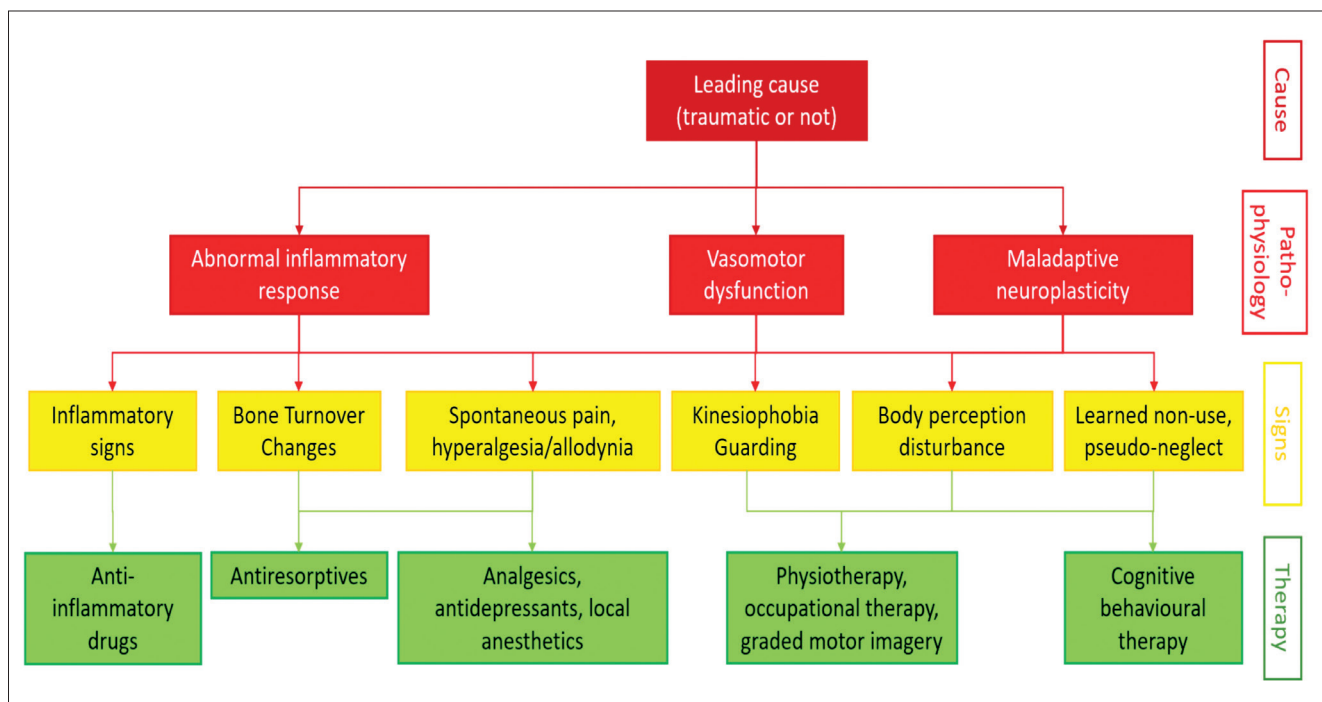 Leading cause
(traumatic or not)
Cause
Abnormal inflammatory
response
Vasomotor
dysfunction
Maladaptive
neuroplasticity
Patho-
physiology
Inflammatory
signs
Bone Turnover
Changes
Spontaneous pain,
hyperalgesia/allodynia
Kinesiophobia
Guarding
Body perception
disturbance
Learned non-use,
pseudo-neglect
Signs
Anti-
inflammatory
drugs
Antiresorptives
Analgesics,
antidepressants, local
anesthetics
Physiotherapy,
occupational therapy,
graded motor imagery
Cognitive
behavioural
therapy
Therapy